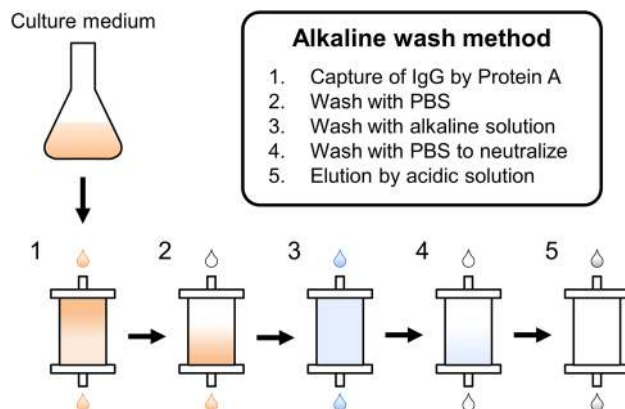 Culture medium
Alkaline wash method
1. Capture of IgG by Protein A
2. Wash with PBS
3. Wash with alkaline solution
4. Wash with PBS to neutralize
5. Elution by acidic solution
1 2 3 4 5